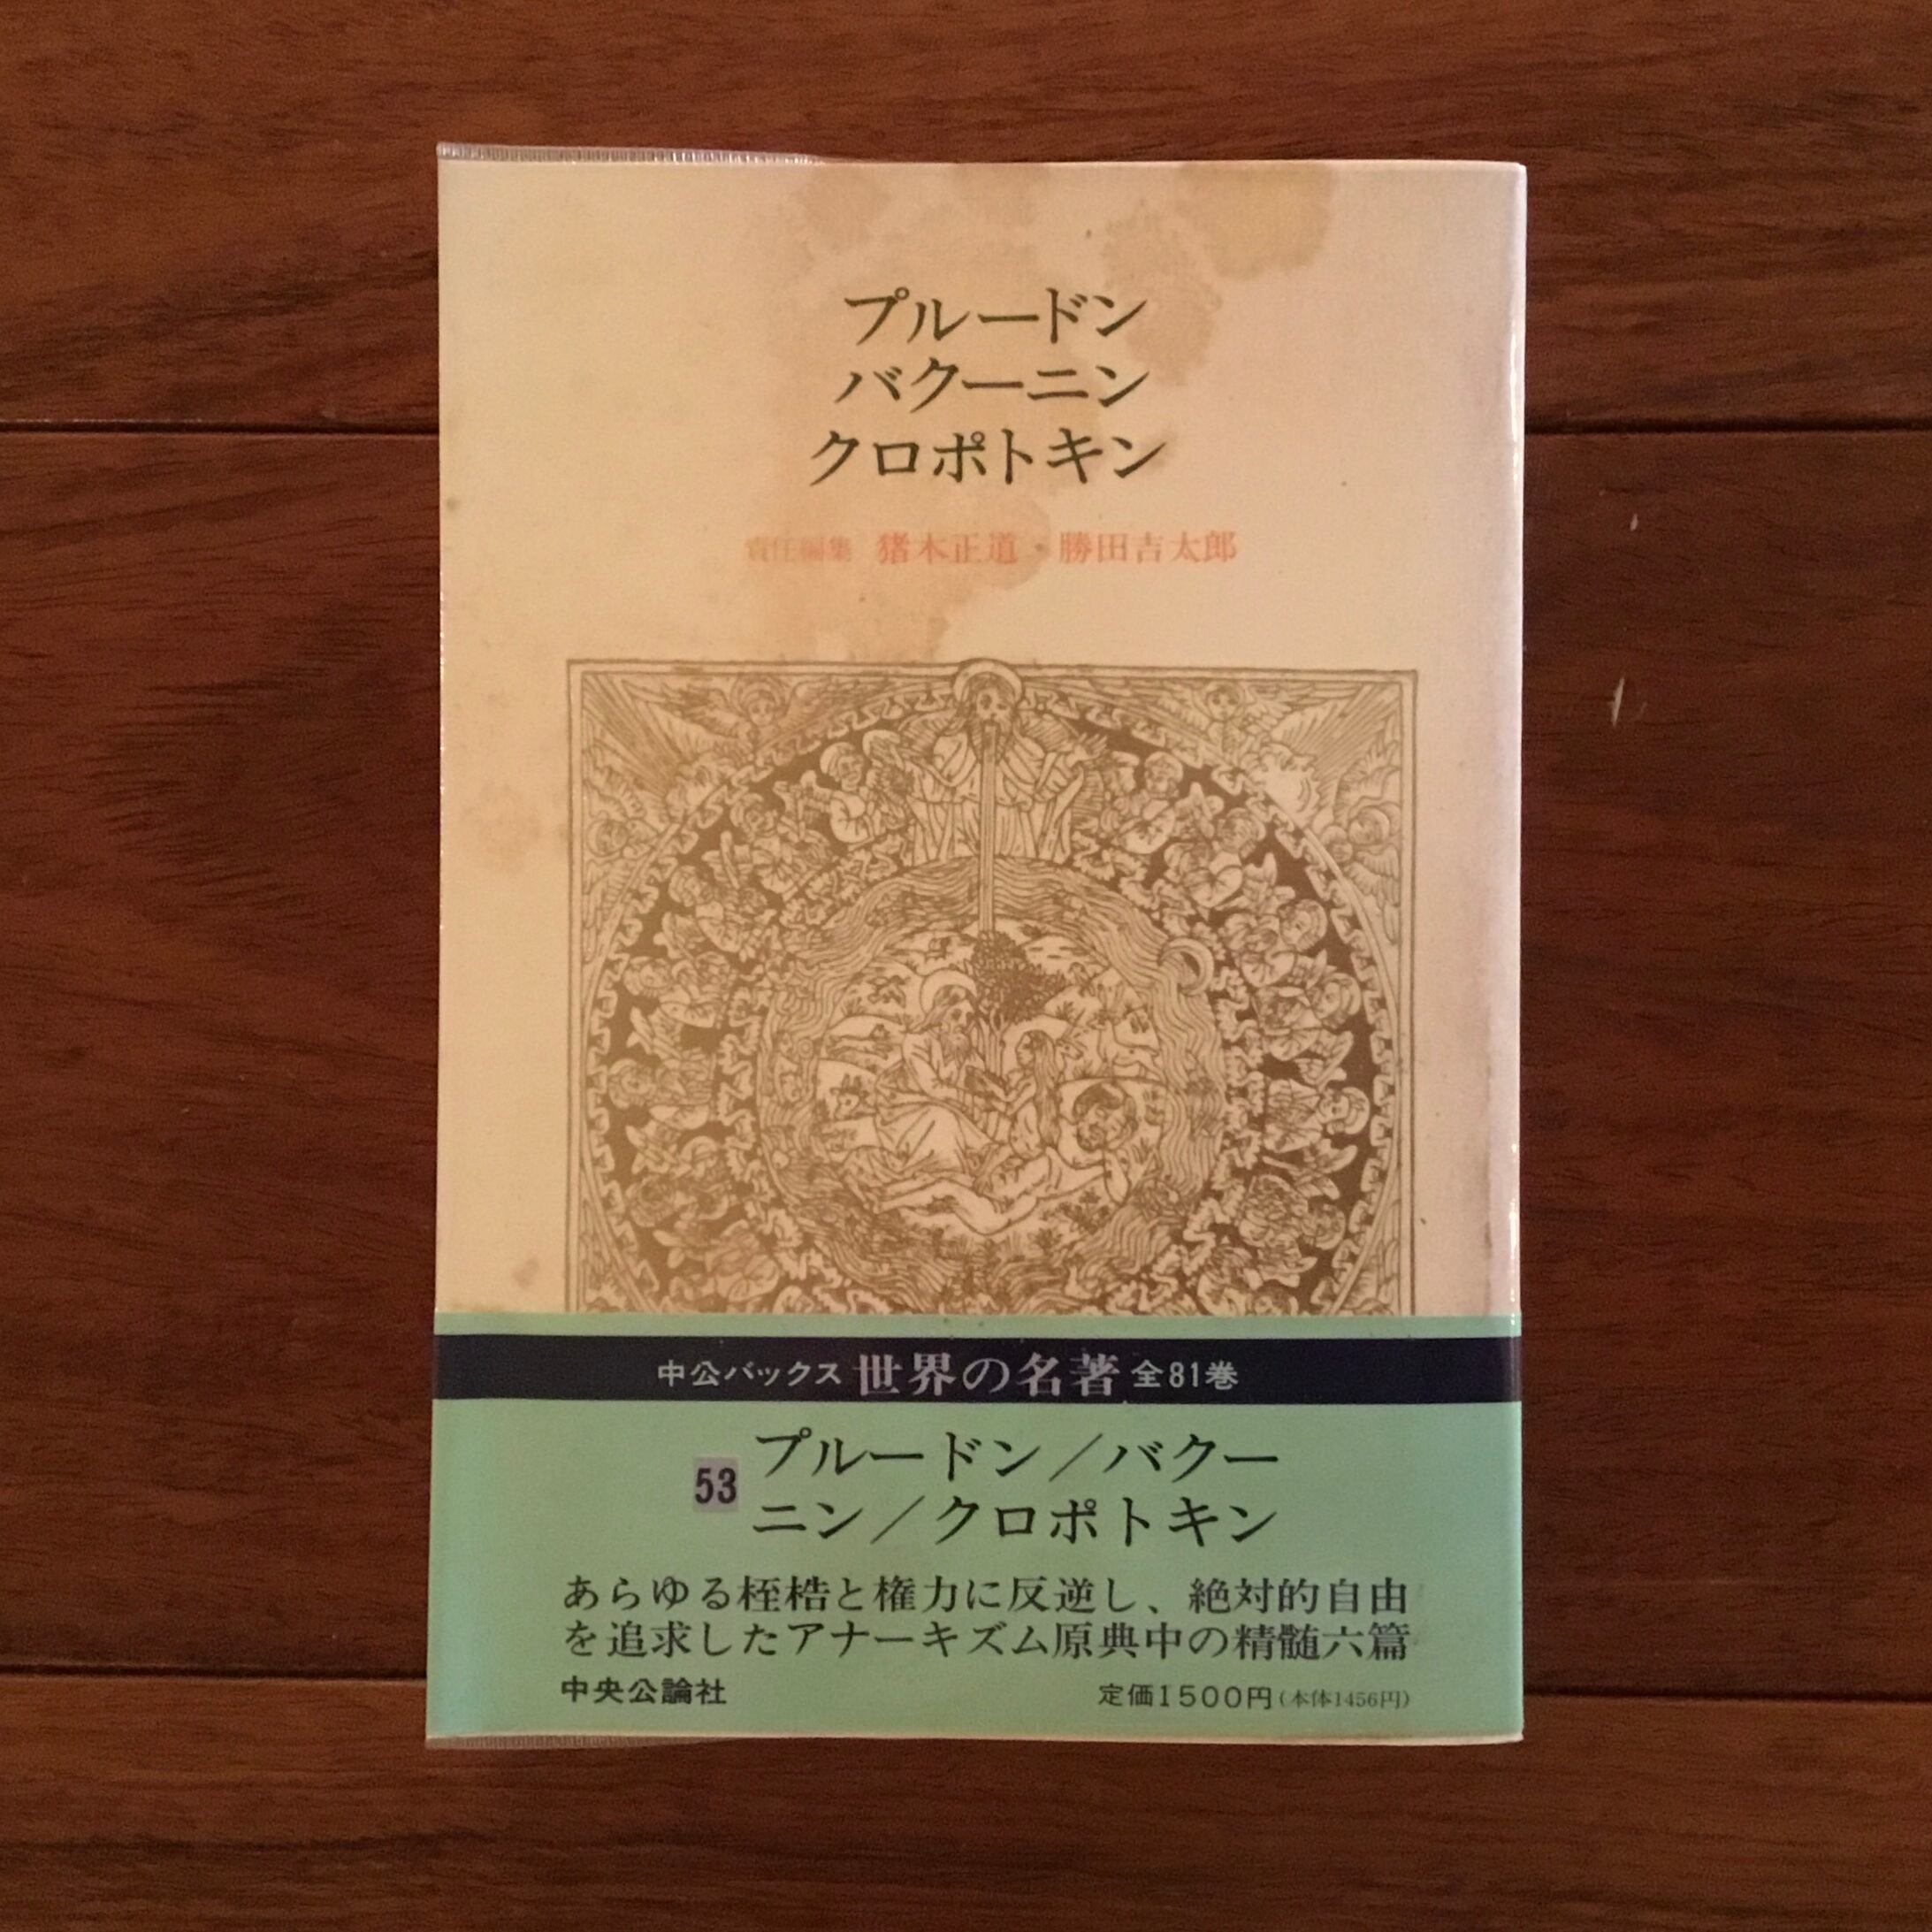 プルードン
バクーニン
クロポトキン
責任編集 猪木正道・勝田吉太郎
中公バックス 世界の名著 全81巻
53
プルードン／バクー
ニン／クロポトキン
あらゆる桎梏と権力に反逆し、絶対的自由
を追求したアナーキズム原典中の精髄六篇
中央公論社
定価1500円(本体1456円)